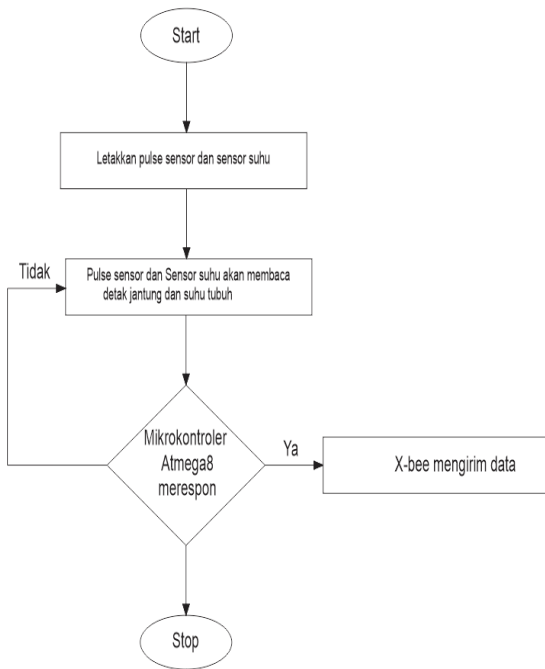 Start
Letakkan pulse sensor dan sensor suhu
Tidak
Pulse sensor dan Sensor suhu akan membaca
detak jantung dan suhu tubuh
Mikrokontroler
Atmega8
merespon
Ya
X-bee mengirim data
Stop